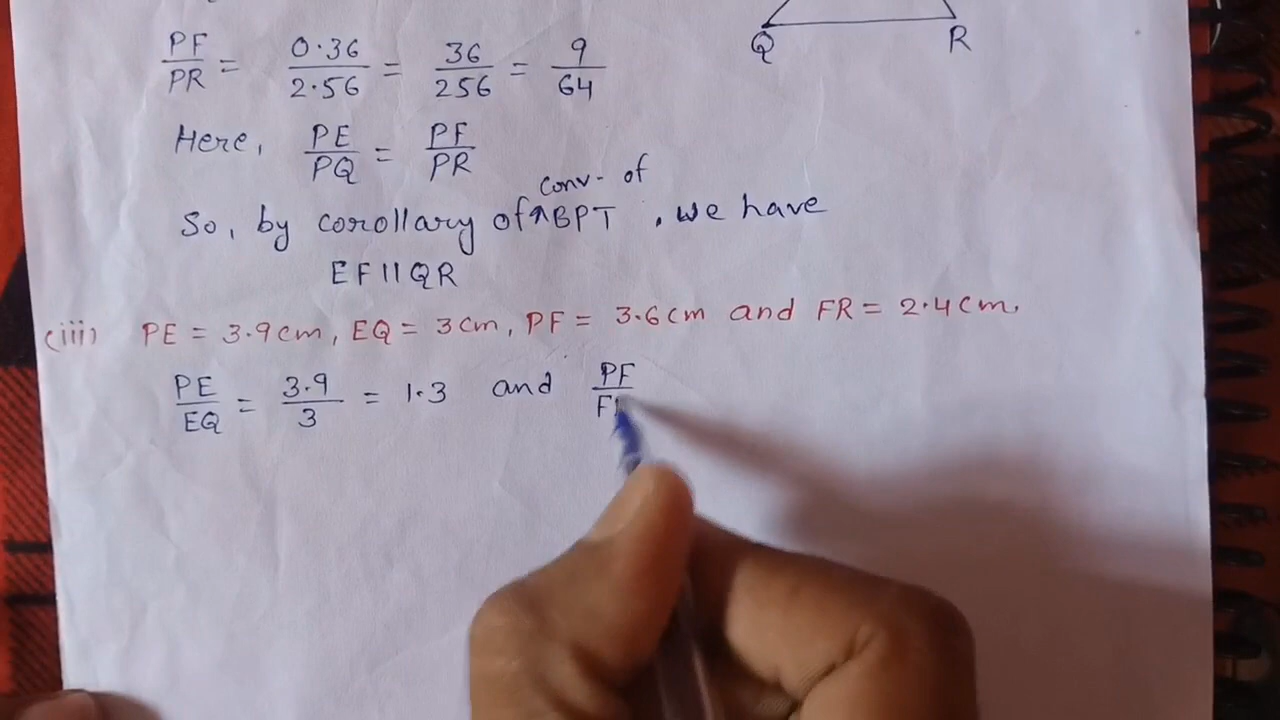 Q R
PF/PR = 0.36/2.56 = 36/256 = 9/64
Here, PE/PQ = PF/PR
conv. of
So, by corollary of ^ BPT, we have
EF || QR
(iii) PE = 3.9 cm, EQ = 3 cm, PF = 3.6 cm and FR = 2.4 cm.
PE/EQ = 3.9/3 = 1.3 and PF/F